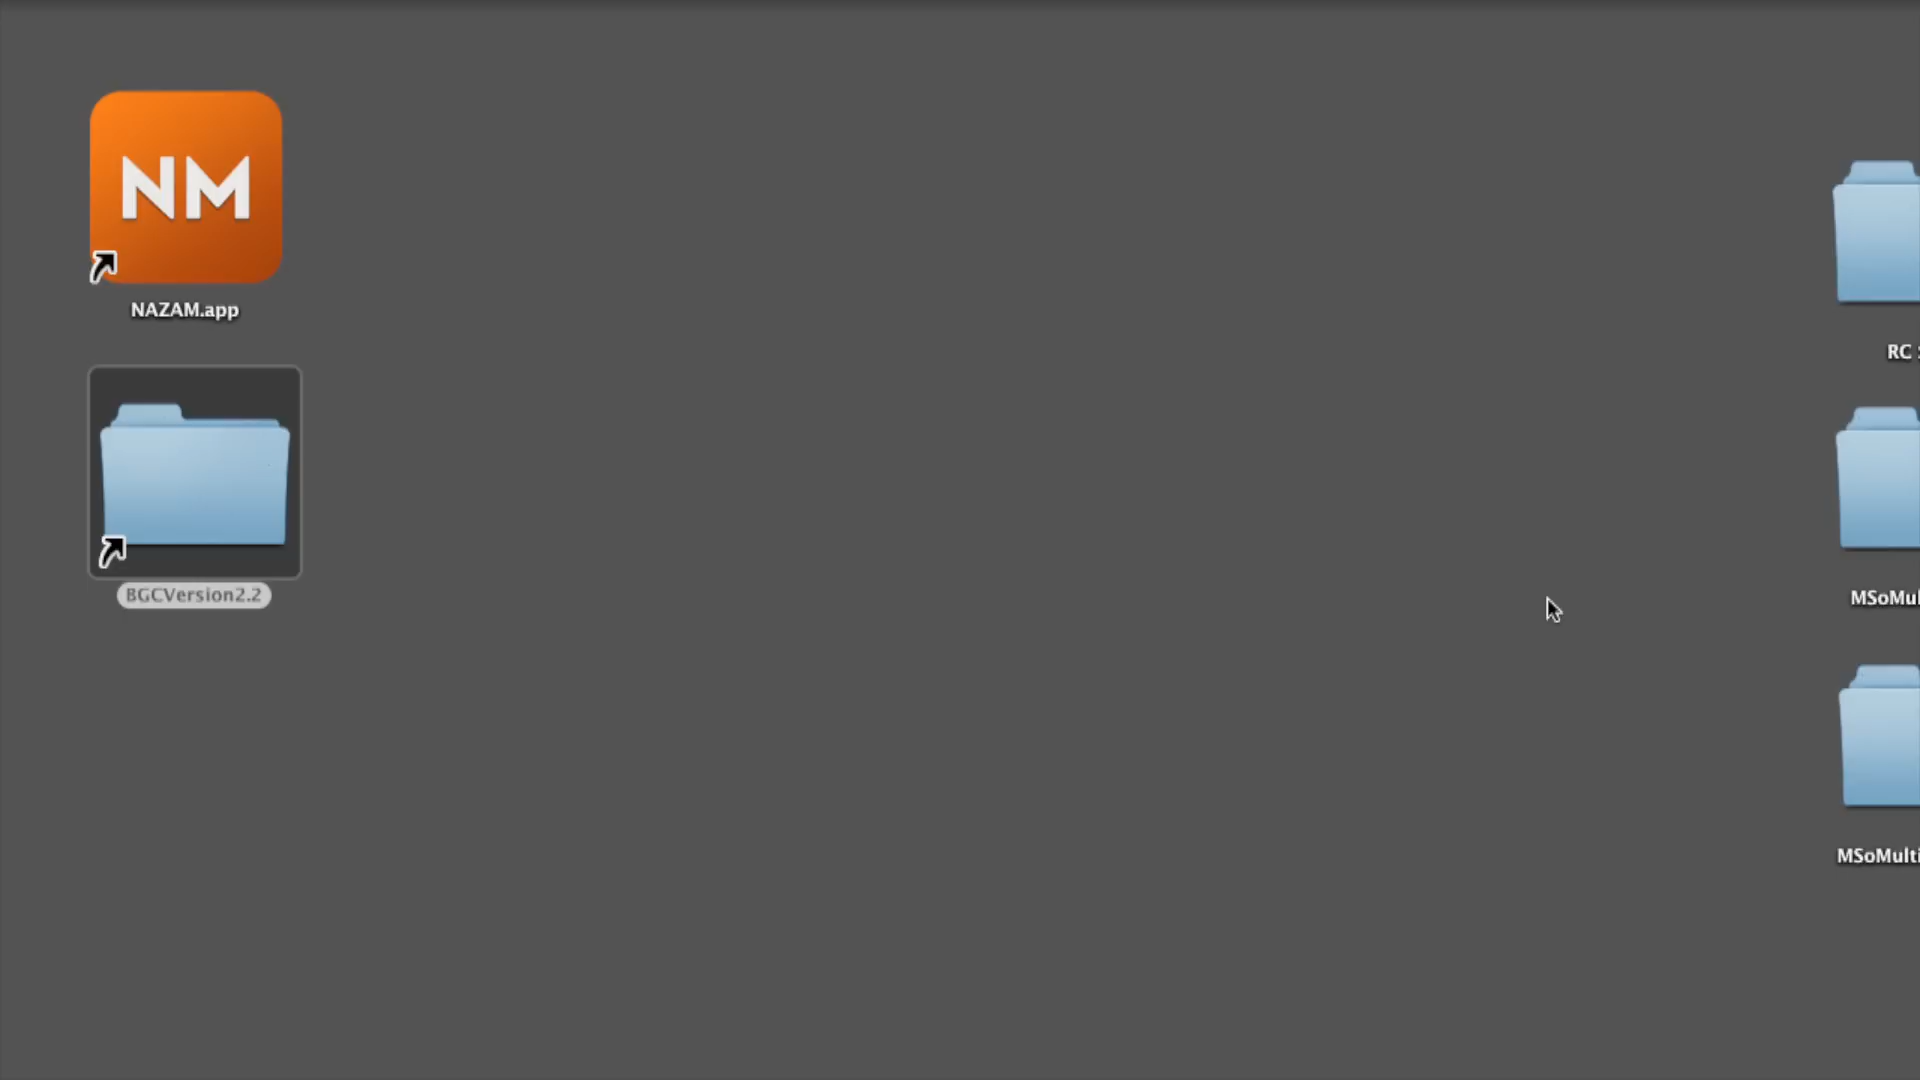 NM
NAZAM.app
BGCVersion2.2
RC
MSoMul
MSoMulti